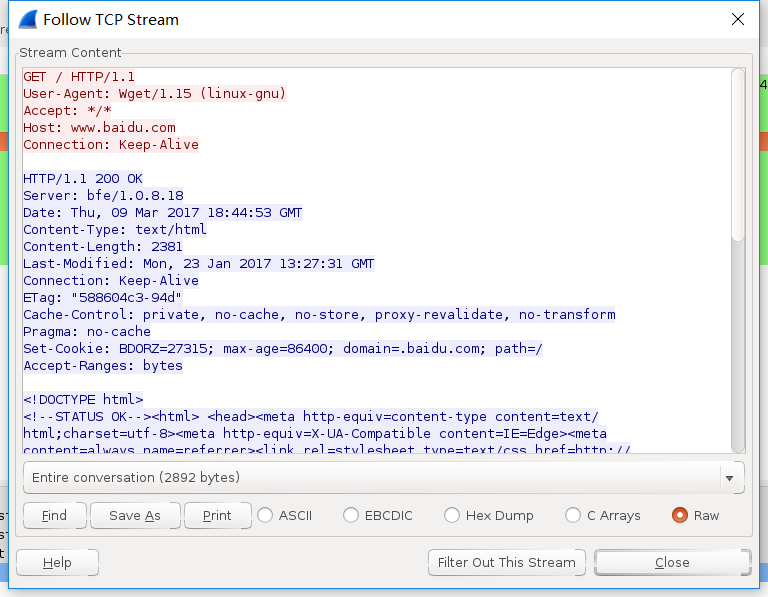 Follow TCP Stream
Stream Content
GET / HTTP/1.1
User-Agent: Wget/1.15 (linux-gnu)
Accept: */*
Host: www.baidu.com
Connection: Keep-Alive
HTTP/1.1 200 OK
Server: bfe/1.0.8.18
Date: Thu, 09 Mar 2017 18:44:53 GMT
Content-Type: text/html
Content-Length: 2381
Last-Modified: Mon, 23 Jan 2017 13:27:31 GMT
Connection: Keep-Alive
ETag: "588604c3-94d"
Cache-Control: private, no-cache, no-store, proxy-revalidate, no-transform
Pragma: no-cache
Set-Cookie: BDORZ=27315; max-age=86400; domain=.baidu.com; path=/
Accept-Ranges: bytes
<!DOCTYPE html>
<!--STATUS OK--><html> <head><meta http-equiv=content-type content=text/
html;charset=utf-8><meta http-equiv=X-UA-Compatible content=IE=Edge><meta
content=always name=referrer><link rel=stylesheet type=text/css href=http://
Entire conversation (2892 bytes)
Find Save As Print ASCII EBCDIC Hex Dump C Arrays Raw
Help Filter Out This Stream Close